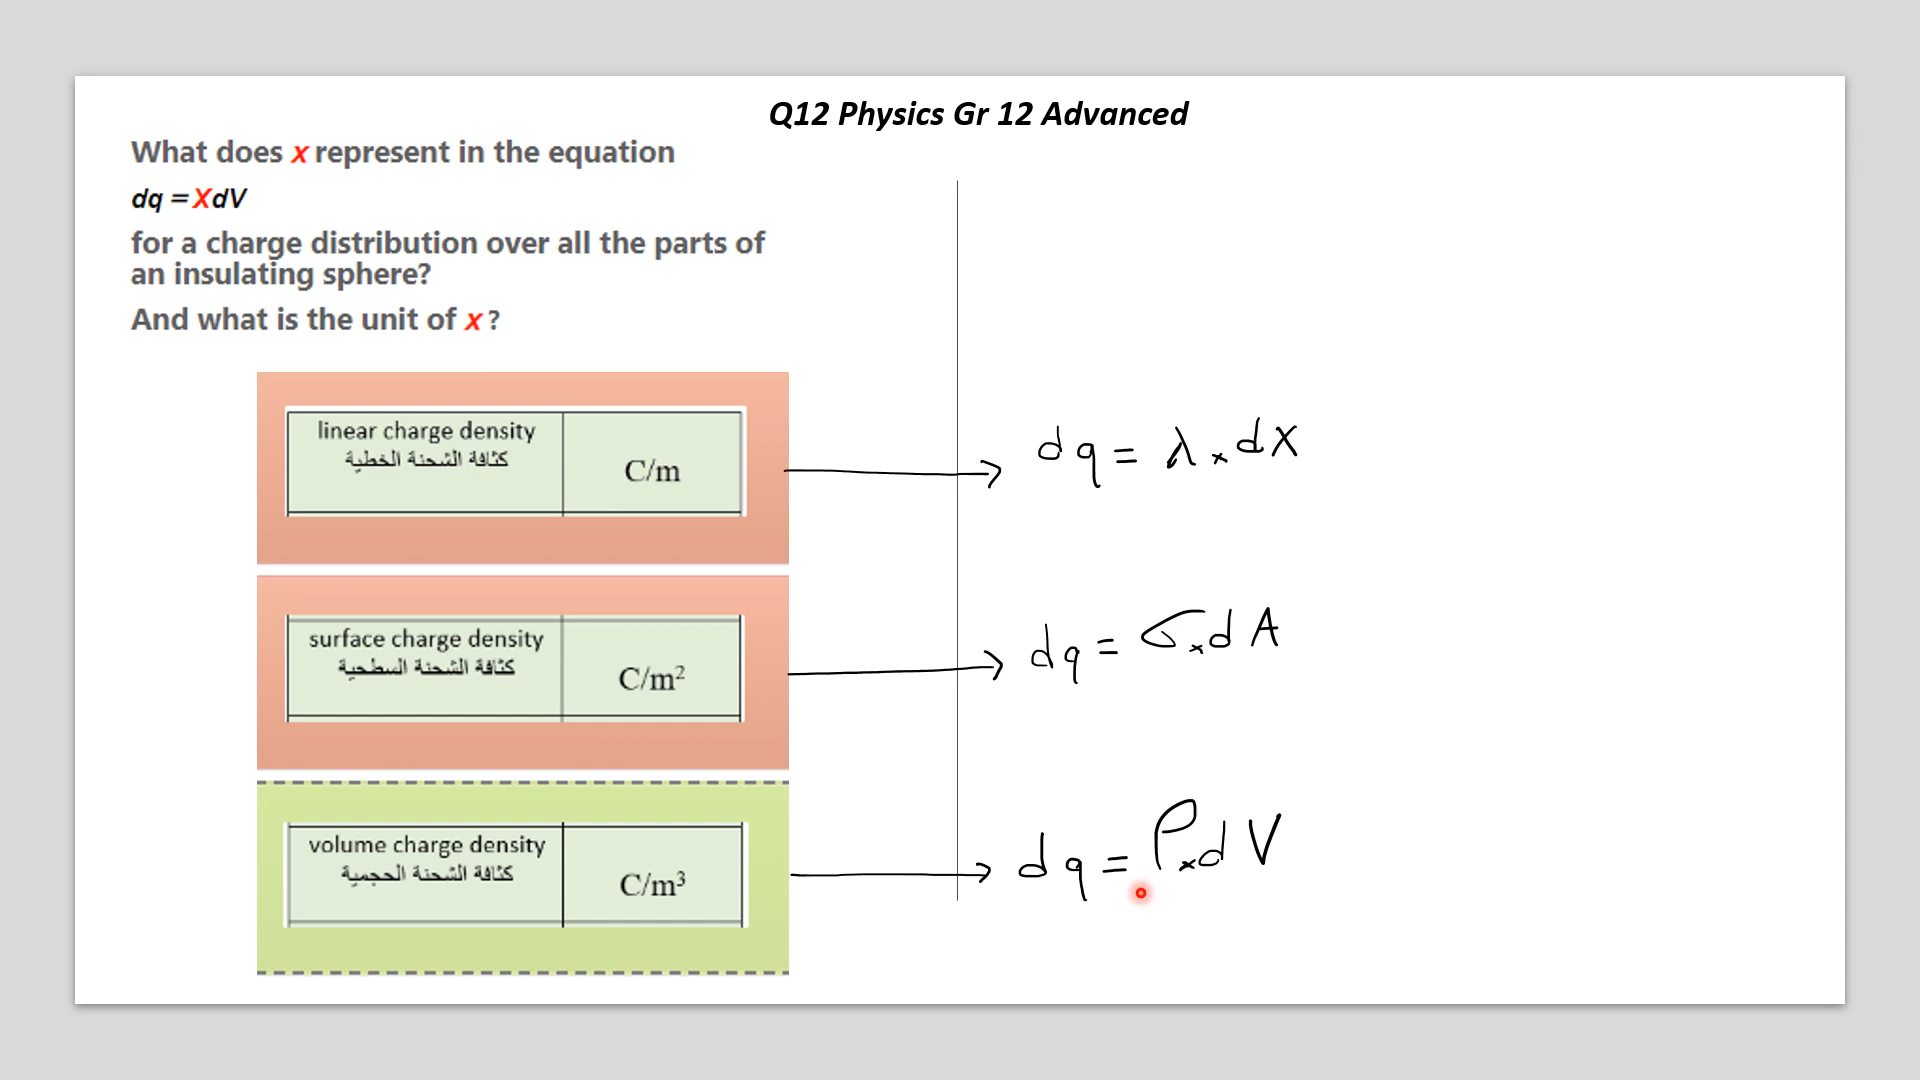 Q12 Physics Gr 12 Advanced
What does x represent in the equation
dq = XdV
for a charge distribution over all the parts of
an insulating sphere?
And what is the unit of x ?
linear charge density
كثافة الشحنة الخطية
C/m
dq = λ × dX
surface charge density
كثافة الشحنة السطحية
C/m²
dq = σ × dA
volume charge density
كثافة الشحنة الحجمية
C/m³
dq = ρ × dV